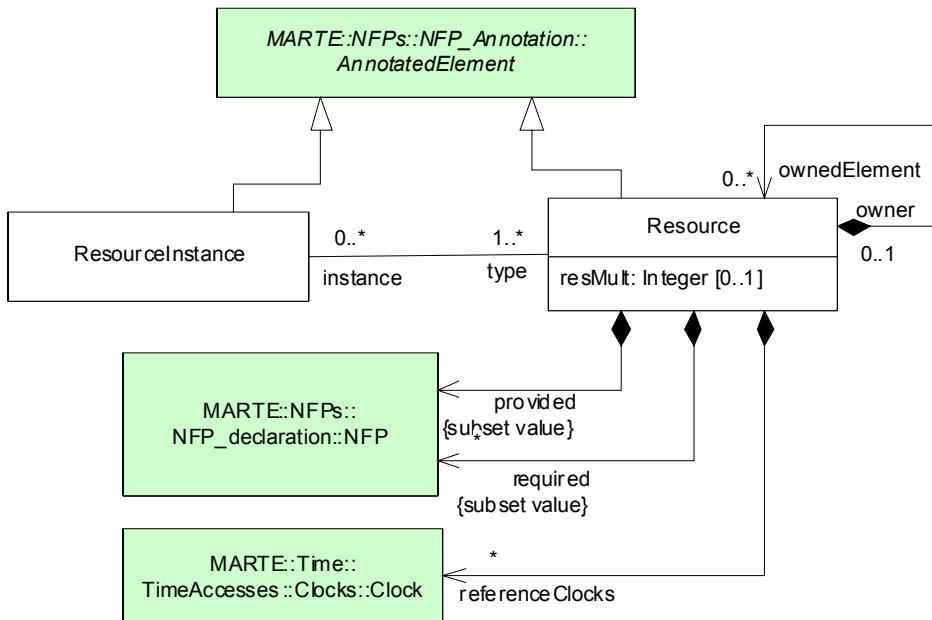 MARTE::NFPs::NFP_Annotation::
AnnotatedElement
ownedElement
0..*
owner
0..1
Resource
resMult: Integer [0..1]
ResourceInstance
0..*
instance
1..*
type
MARTE::NFPs::
NFP_declaration::NFP
provided
{subset value}
*
required
{subset value}
MARTE::Time::
TimeAccesses::Clocks::Clock
*
referenceClocks